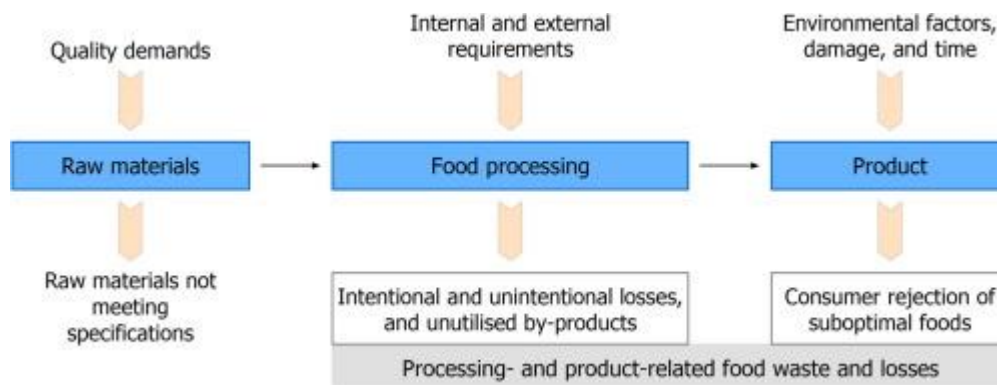 Quality demands
Internal and external
requirements
Environmental factors,
damage, and time
Raw materials
Food processing
Product
Raw materials not
meeting
specifications
Intentional and unintentional losses,
and unutilised by-products
Consumer rejection of
suboptimal foods
Processing- and product-related food waste and losses